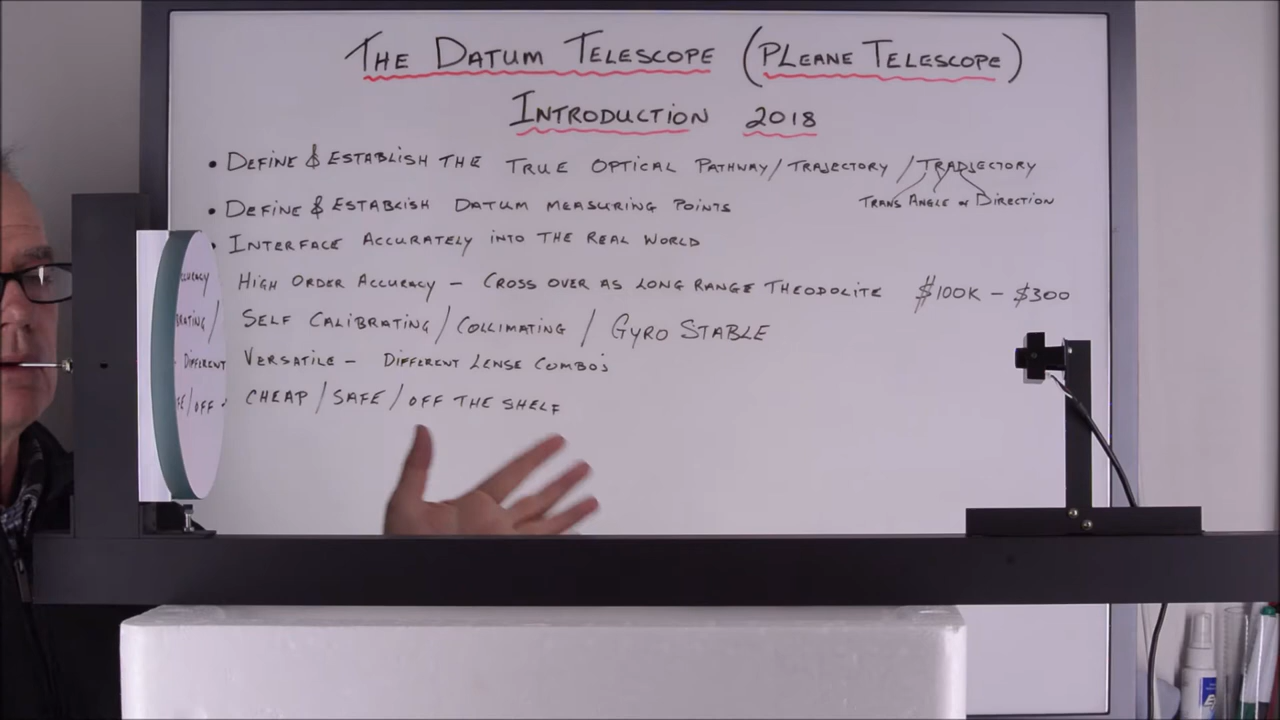 THE DATUM TELESCOPE (PLEANE TELESCOPE)
INTRODUCTION 2018
• DEFINE & ESTABLISH THE TRUE OPTICAL PATHWAY/TRAJECTORY/TRADJECTORY
TRANS ANGLE or DIRECTION
• DEFINE & ESTABLISH DATUM MEASURING POINTS
• INTERFACE ACCURATELY INTO THE REAL WORLD
HIGH ORDER ACCURACY – CROSS OVER AS LONG RANGE THEODOLITE $100K – $300
SELF CALIBRATING/COLLIMATING / GYRO STABLE
VERSATILE – DIFFERENT LENSE COMBO'S
CHEAP/SAFE/OFF THE SHELF
DIFFERENT
/OFF